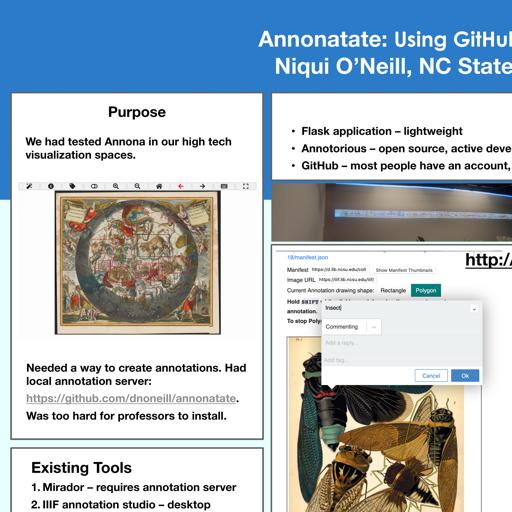 Annonatate: Using GitHu
Niqui O'Neill, NC State
Purpose
We had tested Annona in our high tech
visualization spaces.
Needed a way to create annotations. Had
local annotation server:
https://github.com/dnoneill/annonatate.
Was too hard for professors to install.
Existing Tools
1. Mirador – requires annotation server
2. IIIF annotation studio – desktop
• Flask application – lightweight
• Annotorious – open source, active deve
• GitHub – most people have an account,
18/manifest.json
http:/
Manifest https://d.lib.ncsu.edu/coll Show Manifest Thumbnails
Image URL https://iiif.lib.ncsu.edu/iiif/
Current Annotation drawing shape: Rectangle Polygon
Hold SHIFT
annotation.
To stop Poly
Insect
Commenting
Add a reply...
Add tag...
Cancel Ok